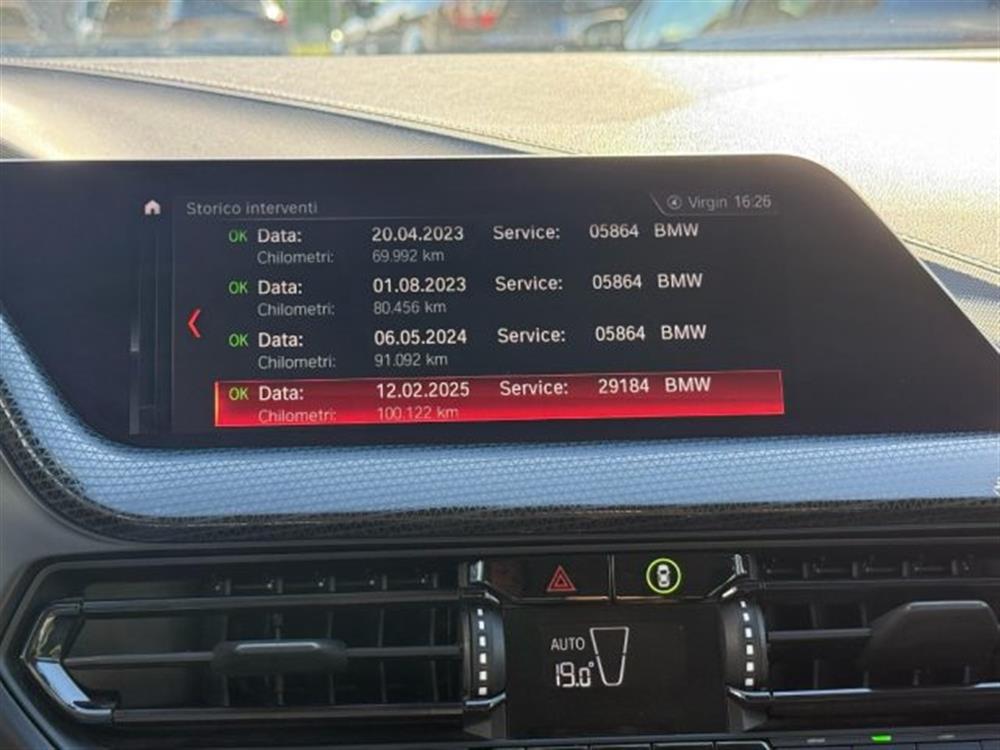 Storico interventi
Virgin 16:26
OK Data: 20.04.2023 Service: 05864 BMW
Chilometri: 69.992 km
OK Data: 01.08.2023 Service: 05864 BMW
Chilometri: 80.456 km
OK Data: 06.05.2024 Service: 05864 BMW
Chilometri: 91.092 km
OK Data: 12.02.2025 Service: 29184 BMW
Chilometri: 100.122 km
AUTO
19.0°